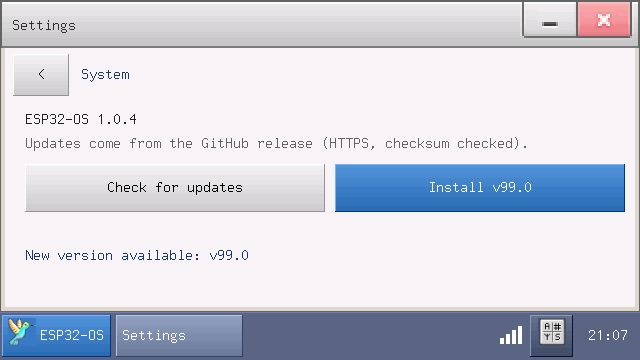 Settings
< System
ESP32-OS 1.0.4
Updates come from the GitHub release (HTTPS, checksum checked).
Check for updates
Install v99.0
New version available: v99.0
ESP32-OS
Settings
A#
TS
21:07